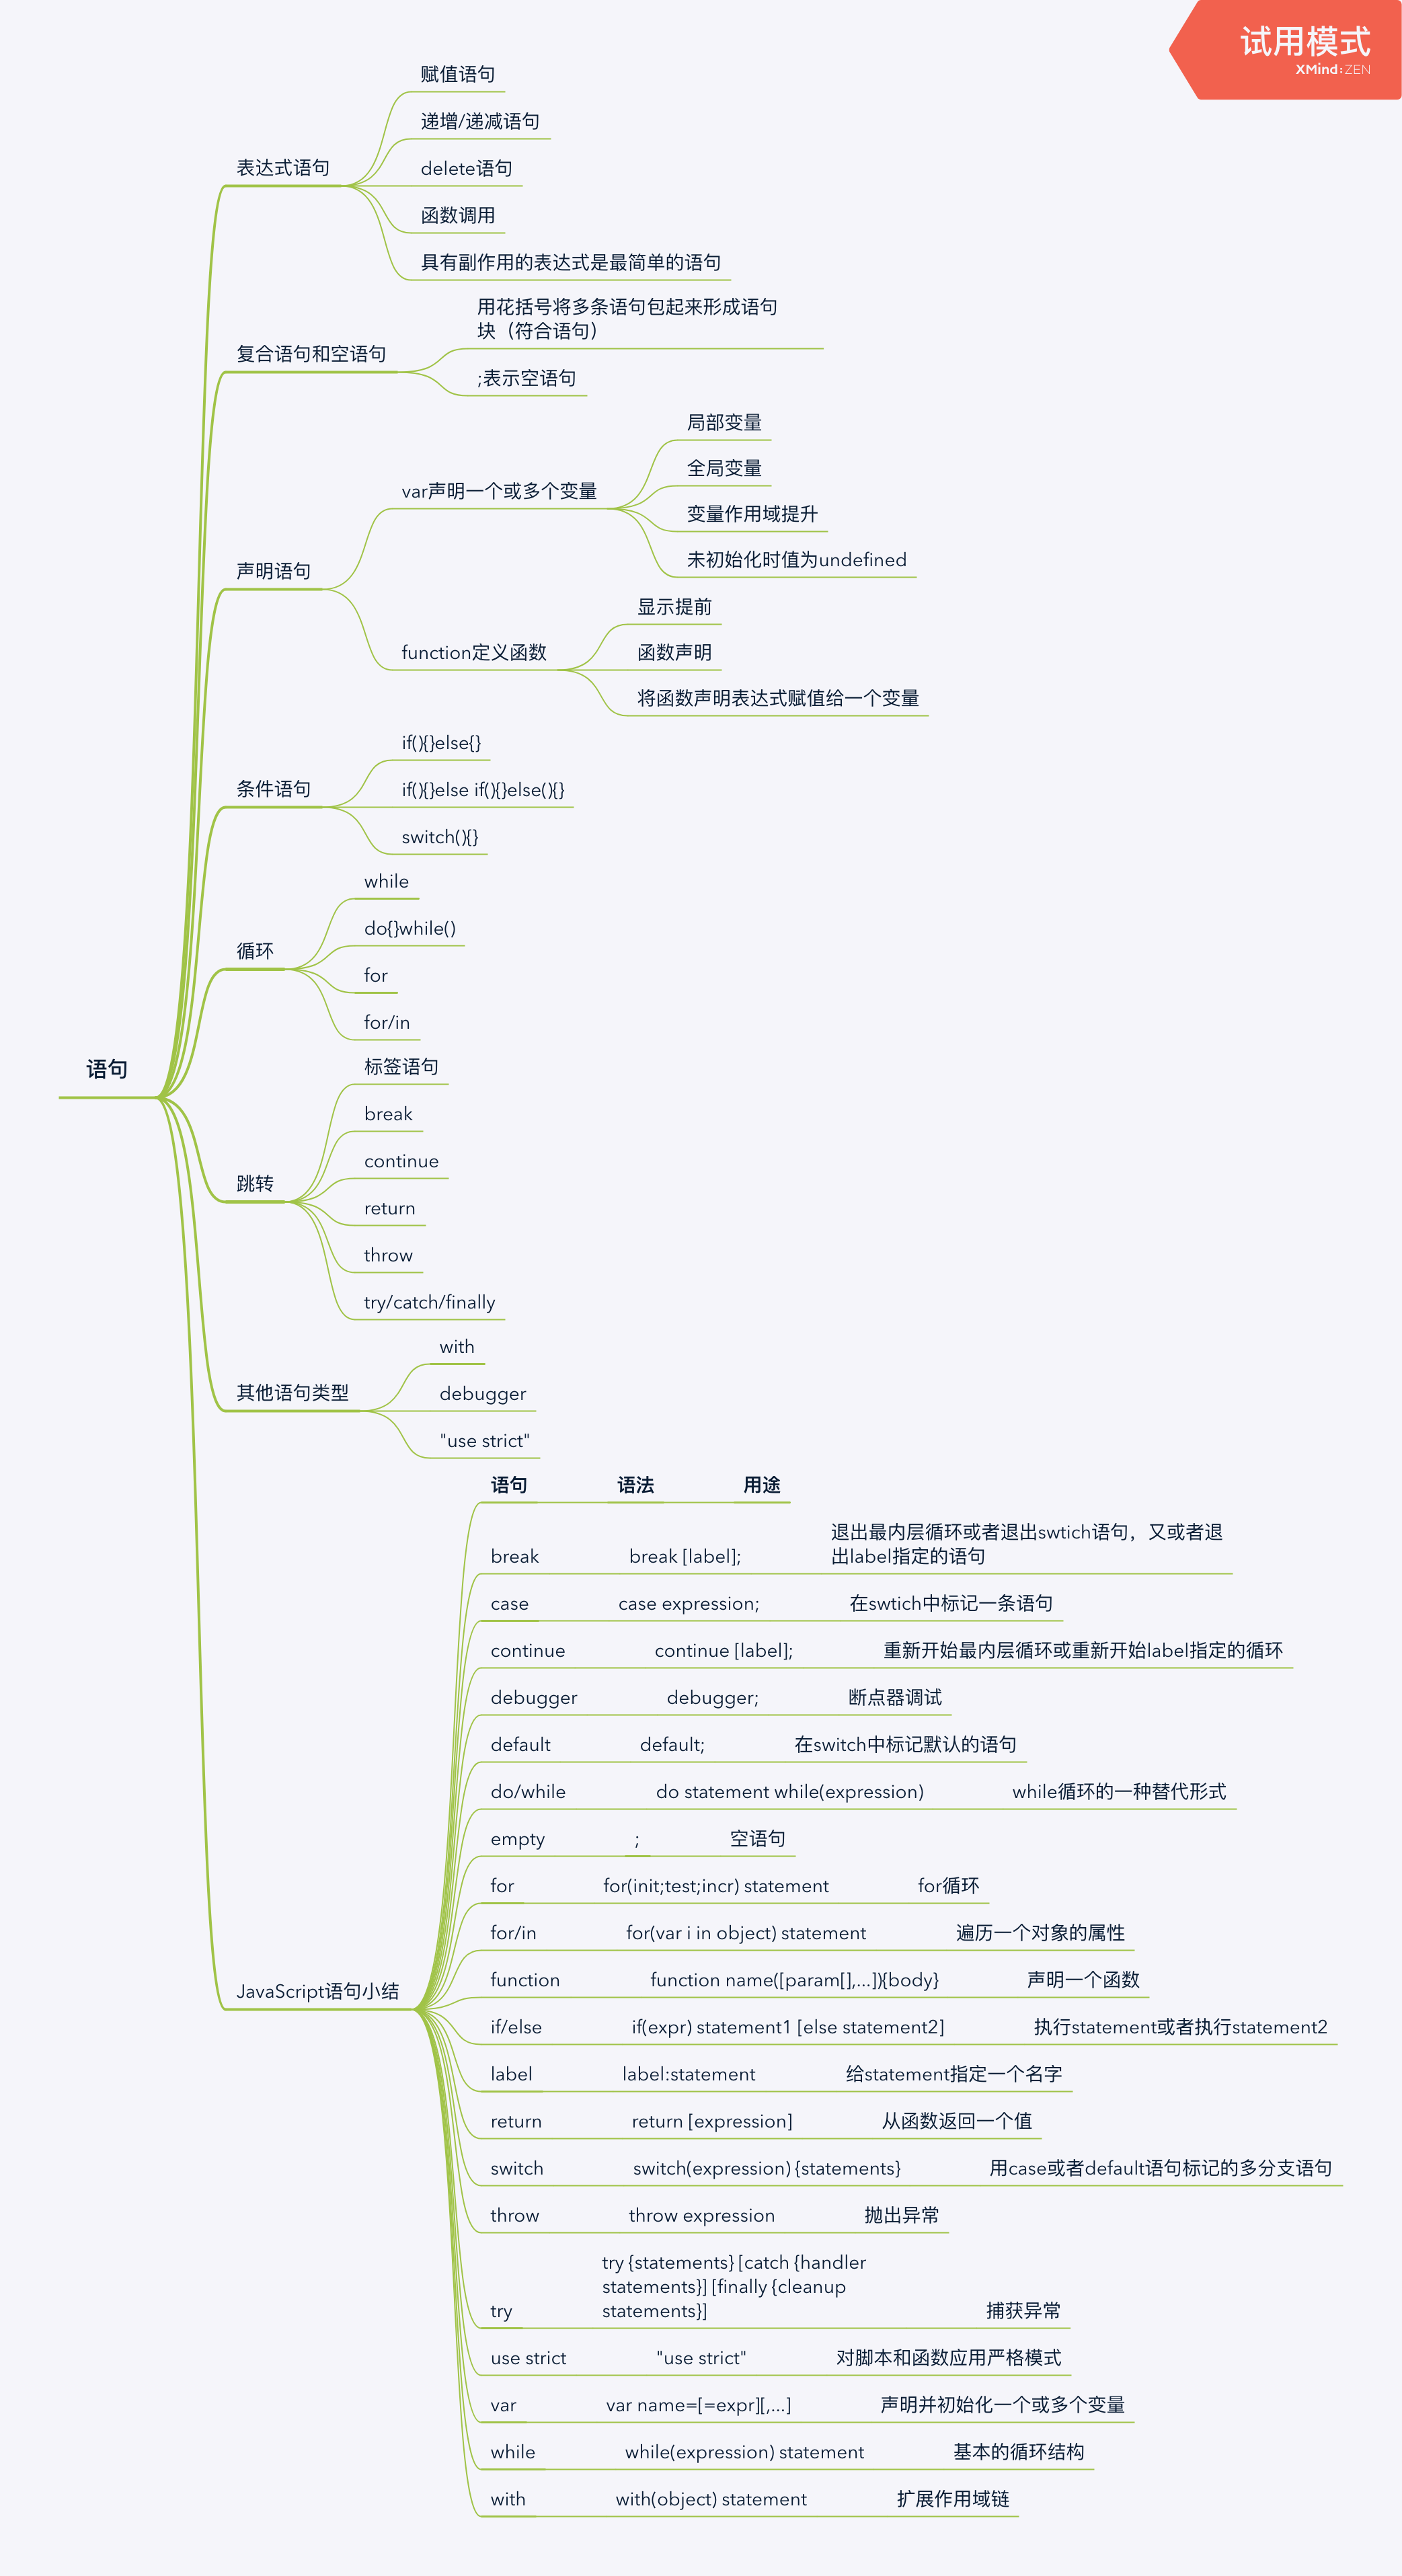 试用模式
XMind:ZEN
语句
表达式语句
赋值语句
递增/递减语句
delete语句
函数调用
具有副作用的表达式是最简单的语句
复合语句和空语句
用花括号将多条语句包起来形成语句
块（符合语句）
;表示空语句
声明语句
var声明一个或多个变量
局部变量
全局变量
变量作用域提升
未初始化时值为undefined
function定义函数
显示提前
函数声明
将函数声明表达式赋值给一个变量
条件语句
if(){}else{}
if(){}else if(){}else(){}
switch(){}
循环
while
do{}while()
for
for/in
跳转
标签语句
break
continue
return
throw
try/catch/finally
其他语句类型
with
debugger
"use strict"
JavaScript语句小结
语句 语法 用途
break break [label]; 退出最内层循环或者退出swtich语句，又或者退
出label指定的语句
case case expression; 在swtich中标记一条语句
continue continue [label]; 重新开始最内层循环或重新开始label指定的循环
debugger debugger; 断点器调试
default default; 在switch中标记默认的语句
do/while do statement while(expression) while循环的一种替代形式
empty ; 空语句
for for(init;test;incr) statement for循环
for/in for(var i in object) statement 遍历一个对象的属性
function function name([param[],...]){body} 声明一个函数
if/else if(expr) statement1 [else statement2] 执行statement或者执行statement2
label label:statement 给statement指定一个名字
return return [expression] 从函数返回一个值
switch switch(expression) {statements} 用case或者default语句标记的多分支语句
throw throw expression 抛出异常
try try {statements} [catch {handler
statements}] [finally {cleanup
statements}] 捕获异常
use strict "use strict" 对脚本和函数应用严格模式
var var name=[=expr][,...] 声明并初始化一个或多个变量
while while(expression) statement 基本的循环结构
with with(object) statement 扩展作用域链